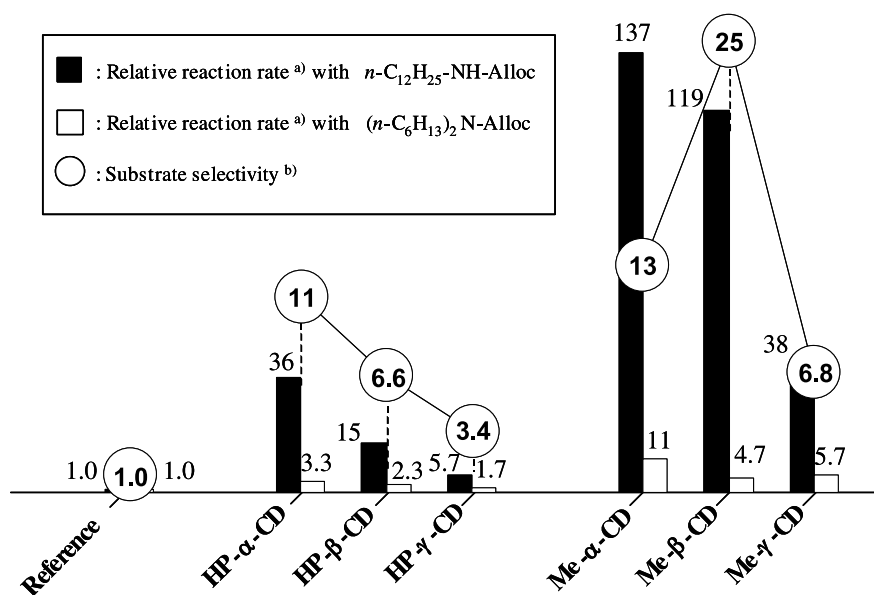 : Relative reaction rate a) with n-C12H25-NH-Alloc
: Relative reaction rate a) with (n-C6H13)2 N-Alloc
: Substrate selectivity b)
1.0
1.0
1.0
36
11
3.3
15
6.6
2.3
5.7
3.4
1.7
137
13
11
119
25
4.7
38
6.8
5.7
Reference
HP-α-CD
HP-β-CD
HP-γ-CD
Me-α-CD
Me-β-CD
Me-γ-CD